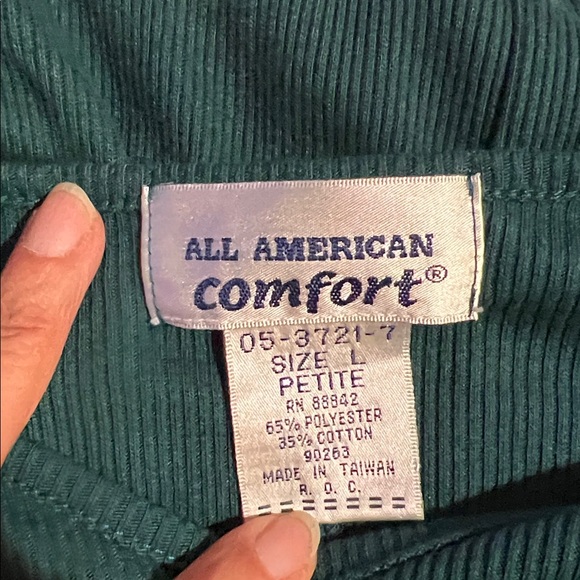 ALL AMERICAN
comfort®
05-3721-7
SIZE L
PETITE
RN 88842
65% POLYESTER
35% COTTON
90263
MADE IN TAIWAN
R. O. C.